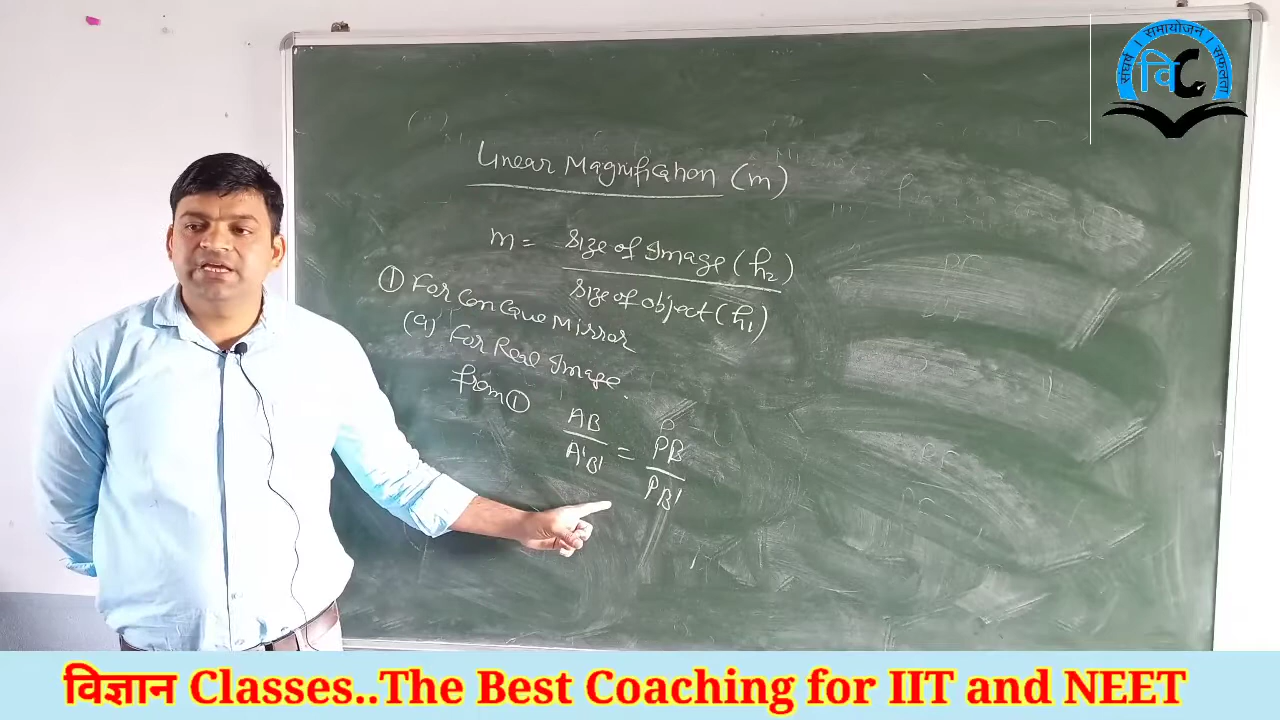 संघर्ष । समायोजन । सफलता
विC
Linear Magnification (m)
m = Size of Image (h₂)
Size of object (h₁)
① For Concave Mirror
(a) For Real Image.
from ①
AB = PB
A'B' PB'
विज्ञान Classes..The Best Coaching for IIT and NEET